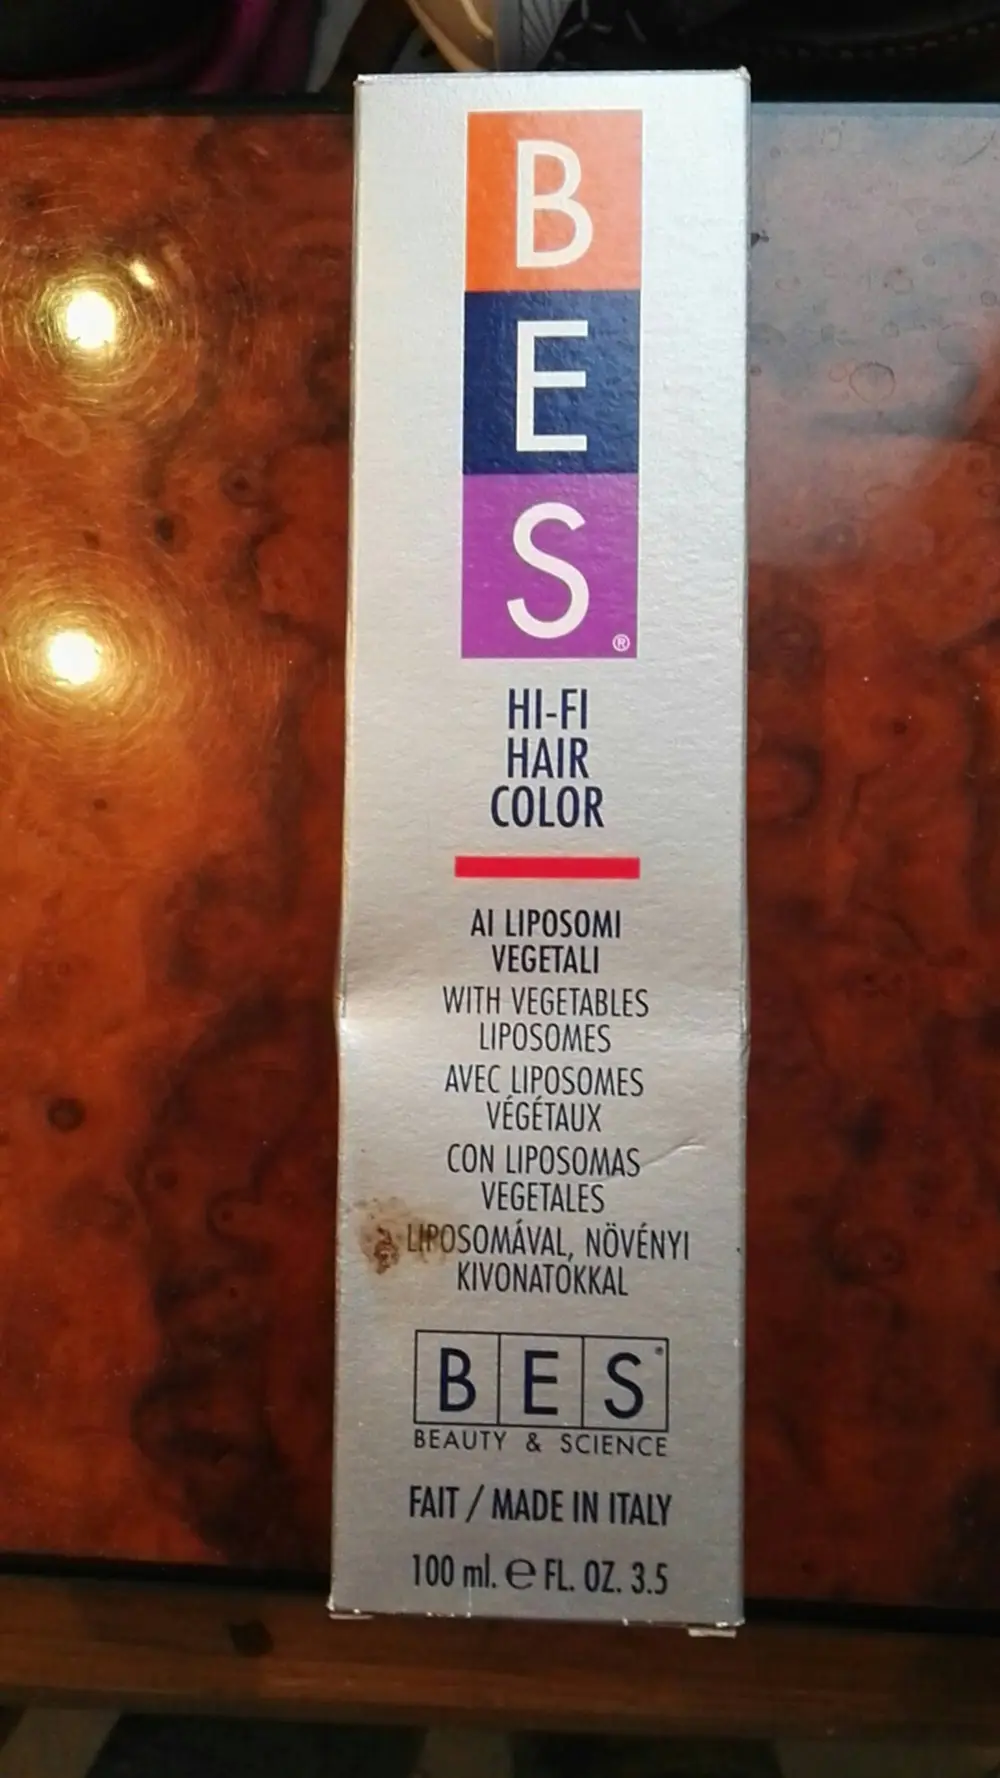 B
E
S®
HI-FI
HAIR
COLOR
AI LIPOSOMI
VEGETALI
WITH VEGETABLES
LIPOSOMES
AVEC LIPOSOMES
VÉGÉTAUX
CON LIPOSOMAS
VEGETALES
LIPOSOMÁVAL, NÖVÉNYI
KIVONATOKKAL
BES®
BEAUTY & SCIENCE
FAIT / MADE IN ITALY
100 ml. ℮ FL. OZ. 3.5